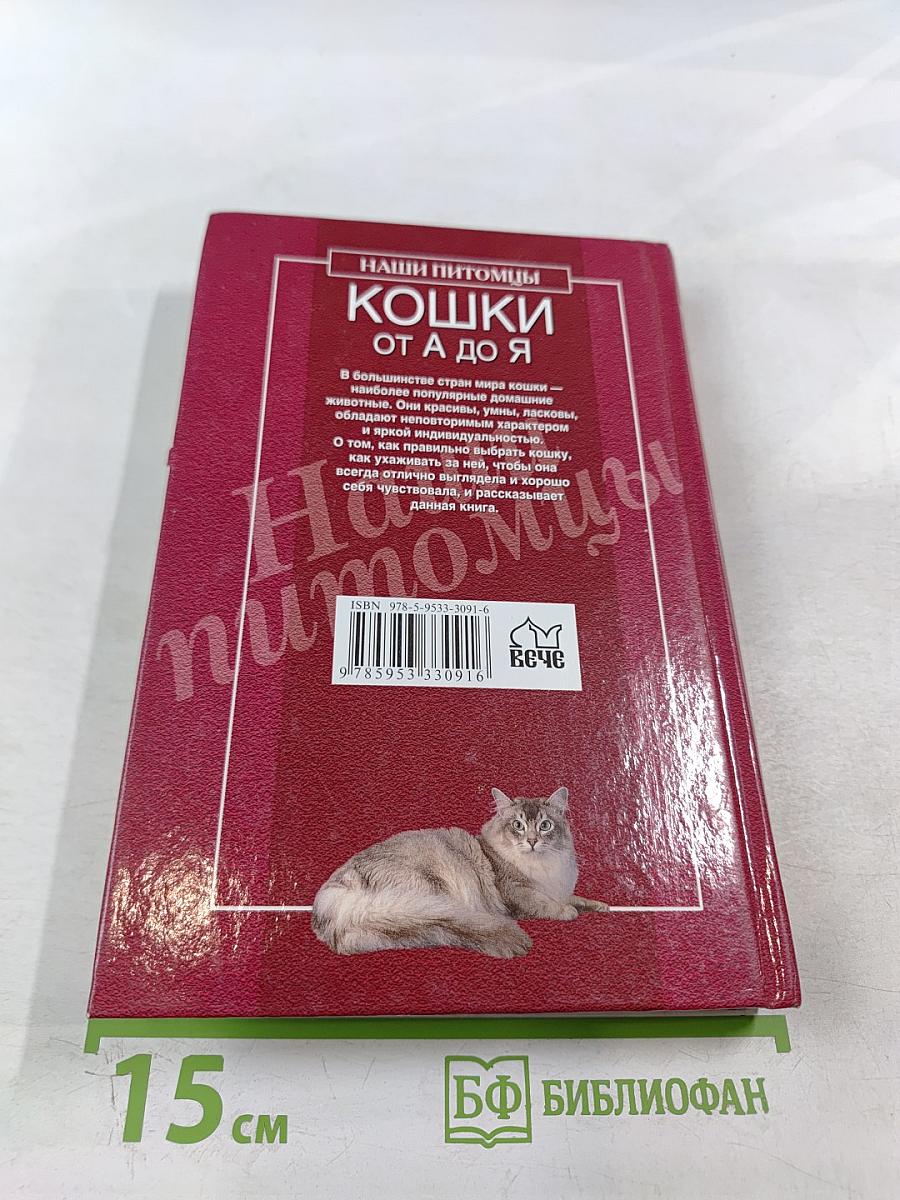 НАШИ ПИТОМЦЫ
КОШКИ
ОТ А ДО Я
В большинстве стран мира кошки —
наиболее популярные домашние
животные. Они красивы, умны, ласковы,
обладают неповторимым характером
и яркой индивидуальностью.
О том, как правильно выбрать кошку,
как ухаживать за ней, чтобы она
всегда отлично выглядела и хорошо
себя чувствовала, и рассказывает
данная книга.
Наши
питомцы
ISBN 978-5-9533-3091-6
9 785953 330916
ВЕЧЕ
15 см
БФ БИБЛИОФАН